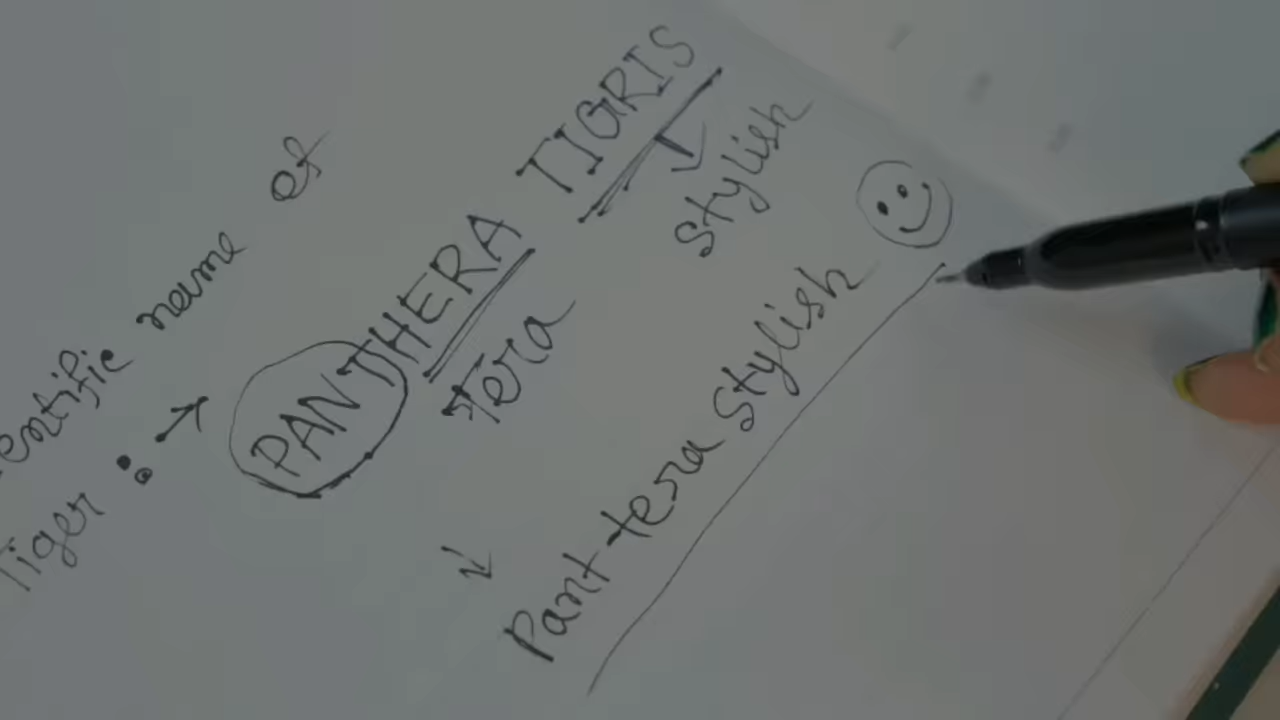 entific name of
Tiger : → PANTHERA TIGRIS
Tera Stylish
↓
Pant tera Stylish